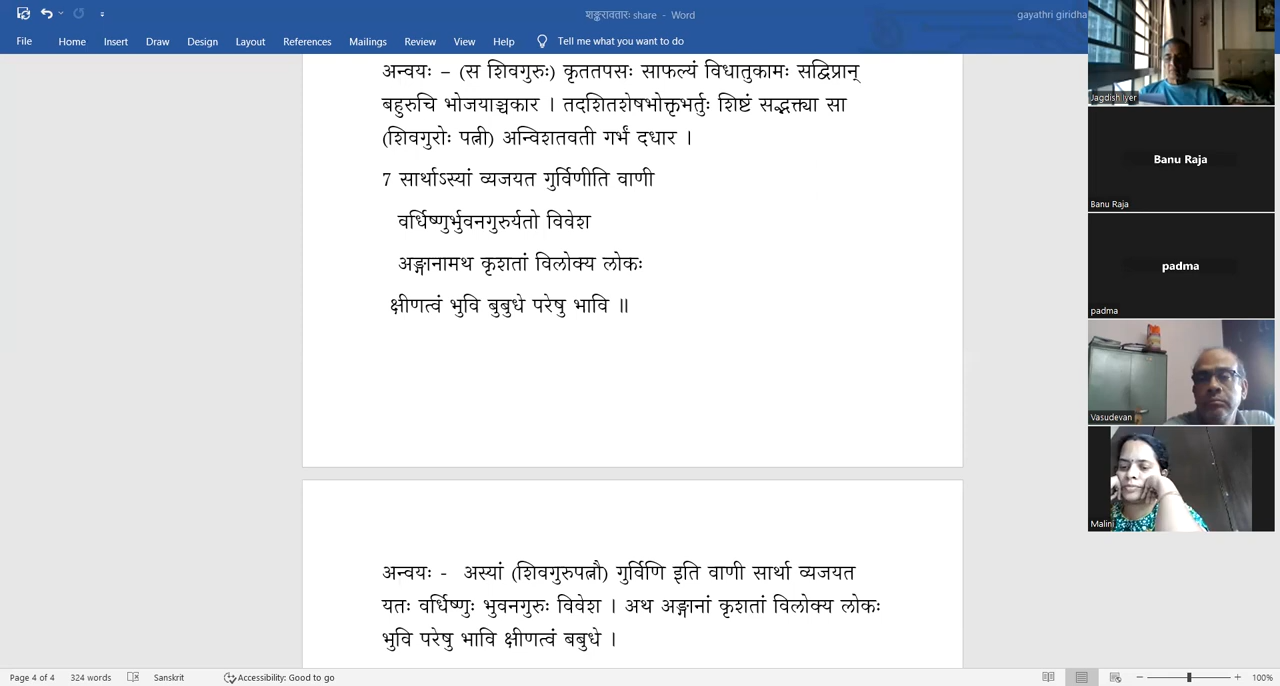 शङ्करावतारः share - Word
gayathri giridha
File Home Insert Draw Design Layout References Mailings Review View Help Tell me what you want to do
अन्वयः – (स शिवगुरुः) कृततपसः साफल्यं विधातुकामः सद्विप्रान्
बहुरुचि भोजयाञ्चकार । तदशितशेषभोक्तृभर्तुः शिष्टं सद्भक्त्या सा
(शिवगुरोः पत्नी) अन्विशतवती गर्भं दधार ।
7 सार्थाऽस्यां व्यजयत गुर्विणीति वाणी
वर्धिष्णुर्भुवनगुरुर्यतो विवेश
अङ्गानामथ कृशतां विलोक्य लोकः
क्षीणत्वं भुवि बुबुधे परेषु भावि ॥
अन्वयः - अस्यां (शिवगुरुपत्नौ) गुर्विणि इति वाणी सार्था व्यजयत
यतः वर्धिष्णुः भुवनगुरुः विवेश । अथ अङ्गानां कृशतां विलोक्य लोकः
भुवि परेषु भावि क्षीणत्वं बबुधे ।
Jagdish Iyer
Banu Raja
Banu Raja
padma
padma
Vasudevan
Malini
Page 4 of 4 324 words Sanskrit Accessibility: Good to go 100%